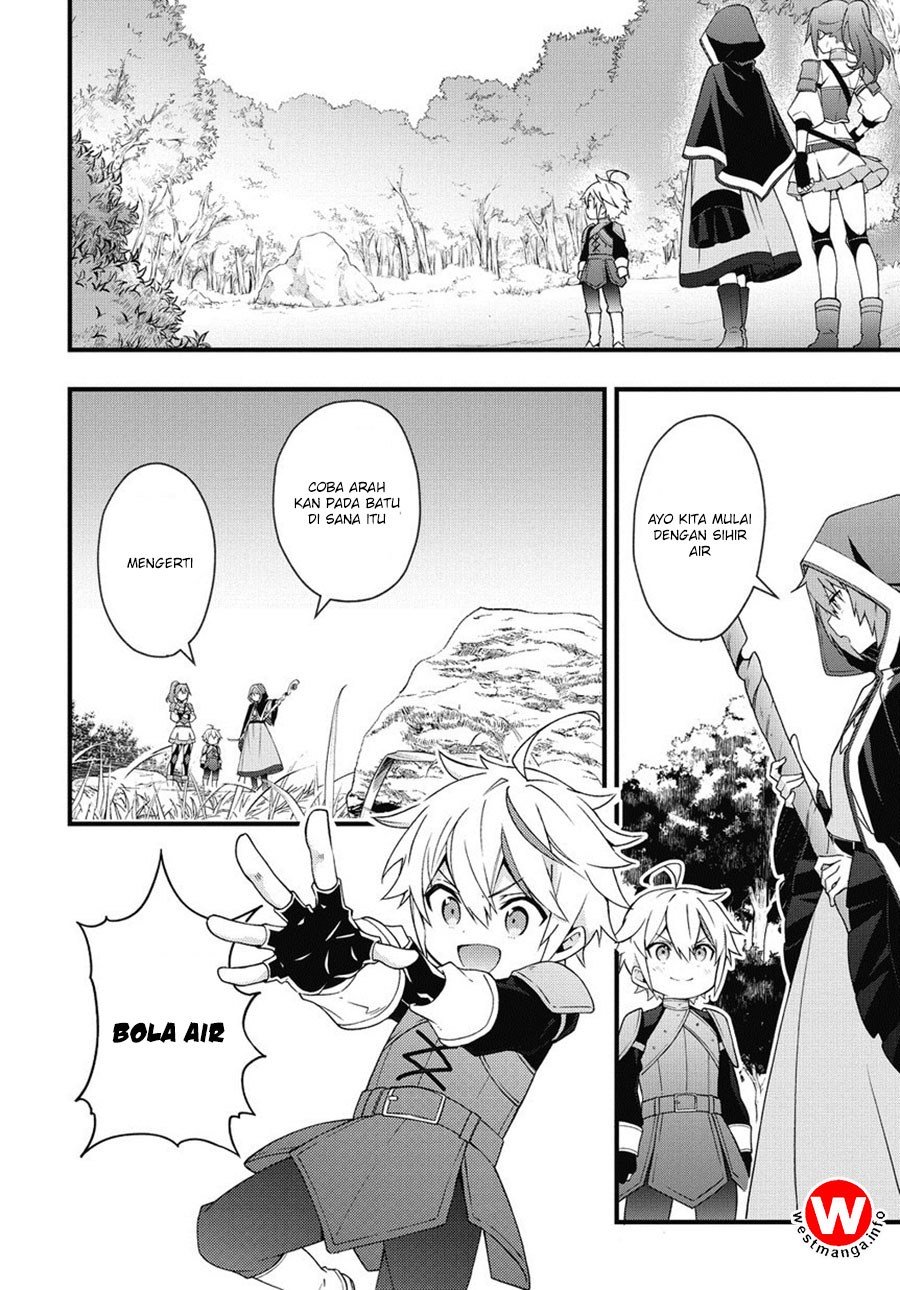 AYO KITA MULAI
DENGAN SIHIR
AIR
COBA ARAH
KAN PADA BATU
DI SANA ITU
MENGERTI
BOLA AIR
W
westmanga.info